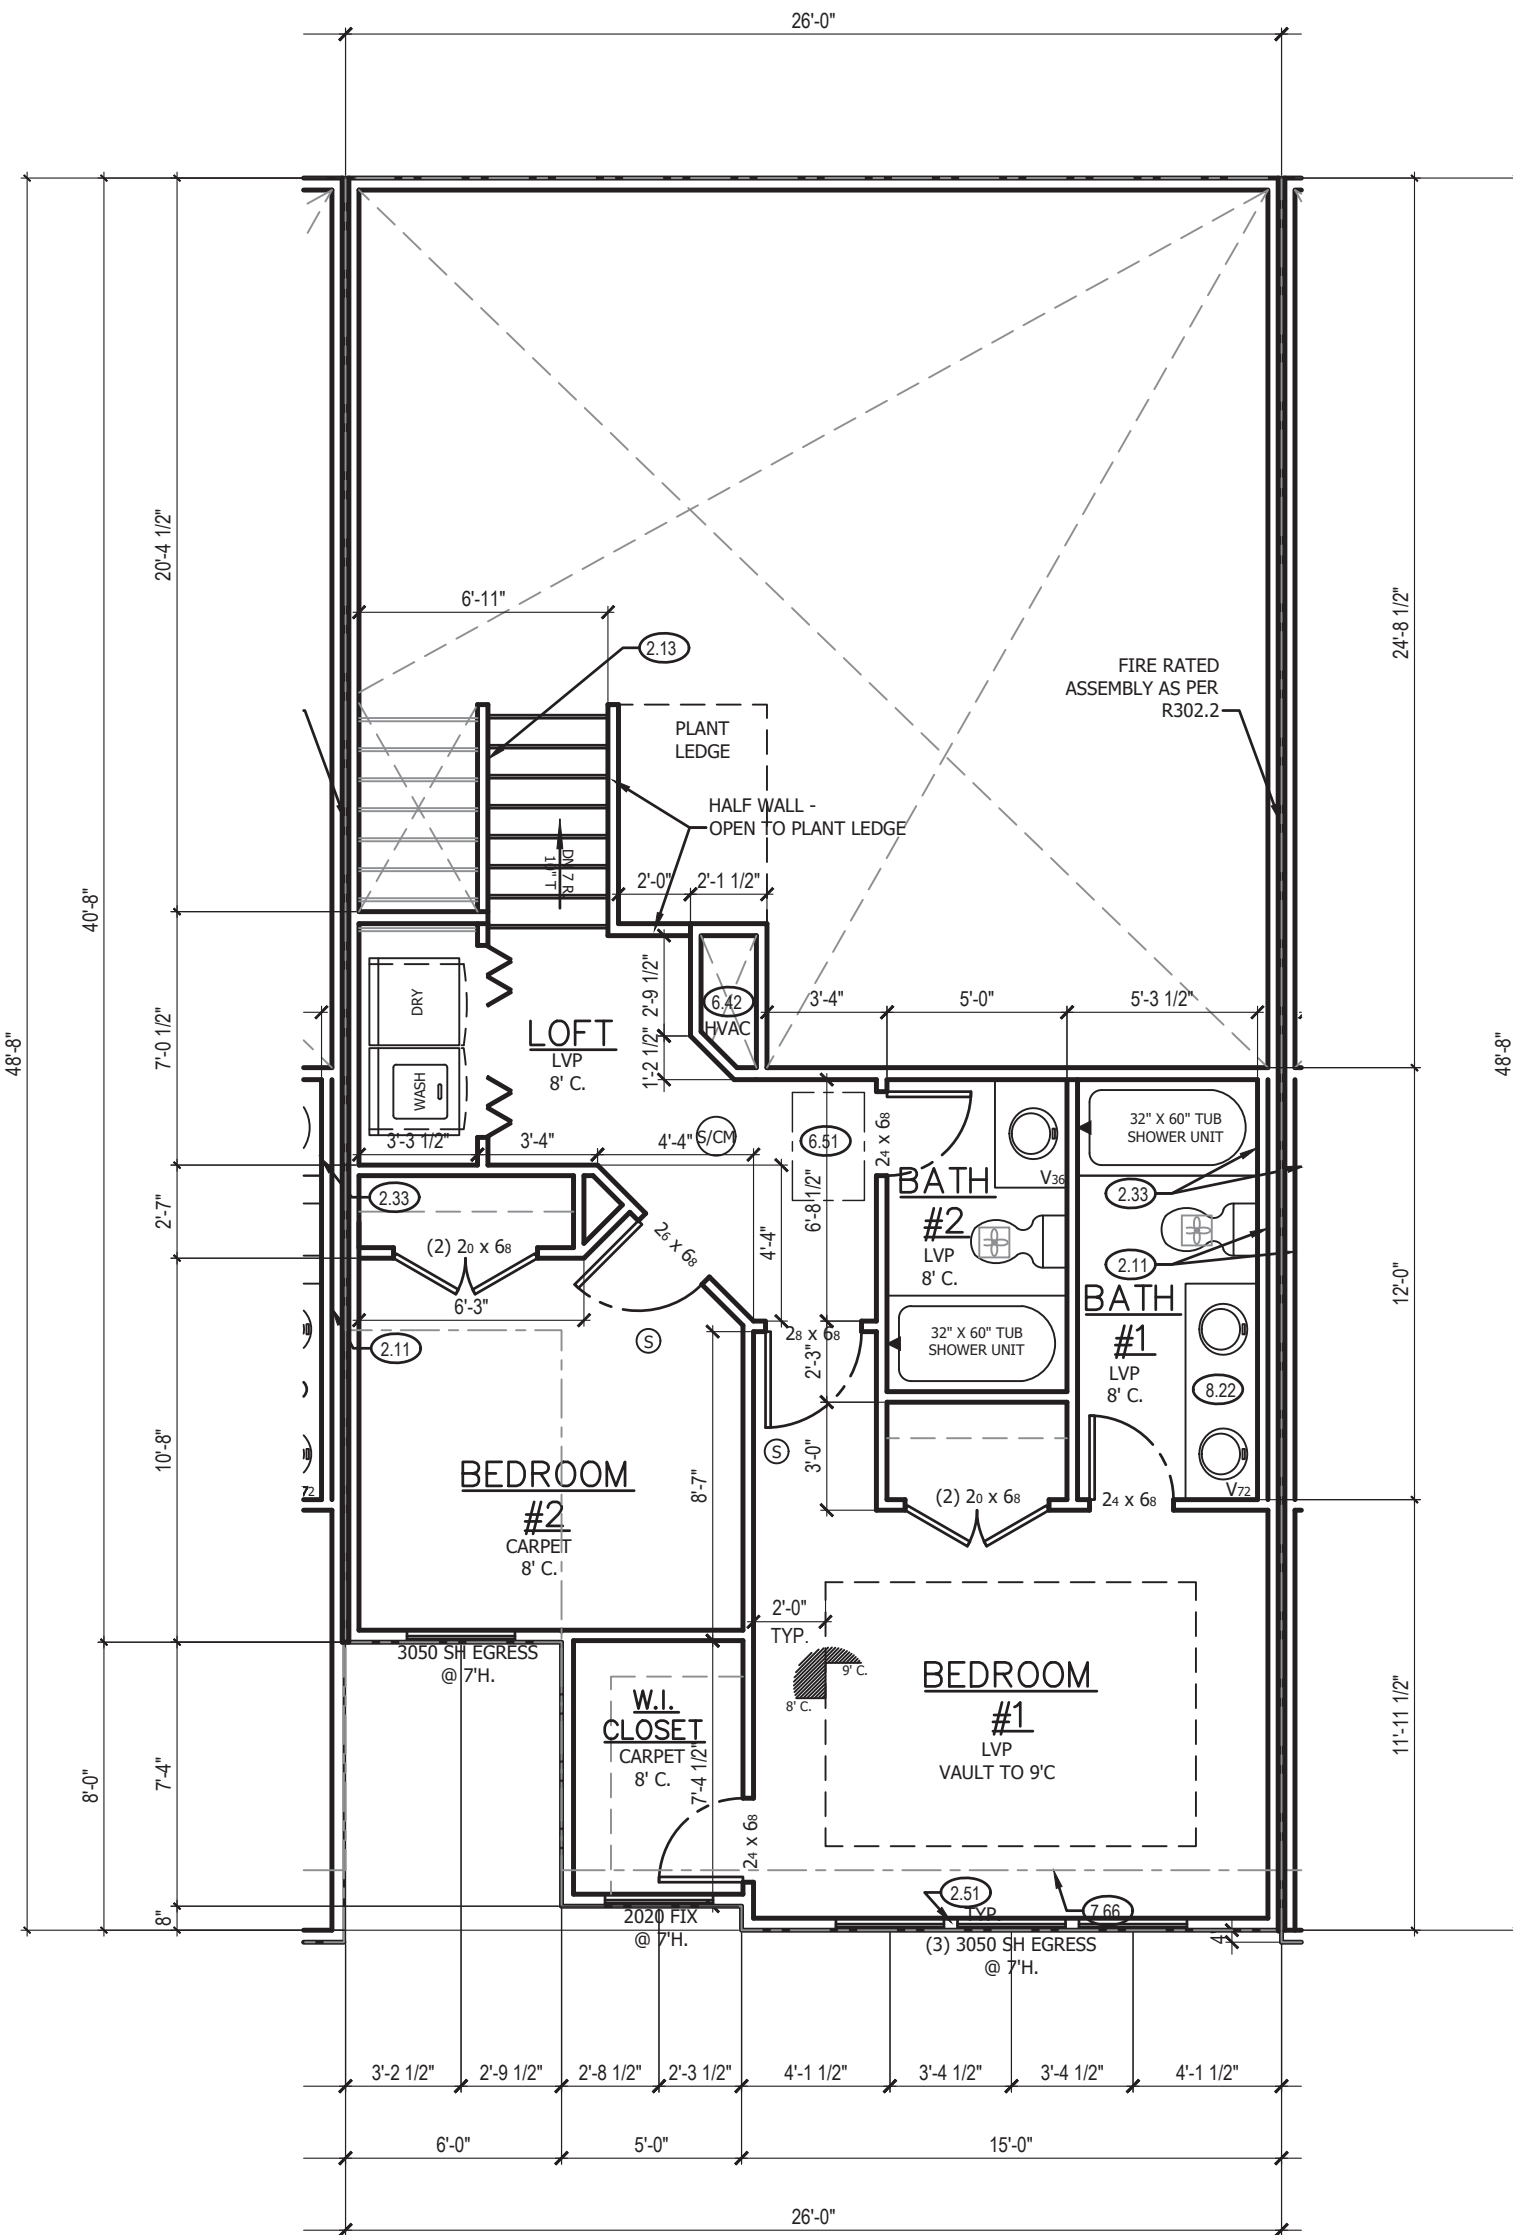 26'-0"
20'-4 1/2"
6'-11"
2.13
24'-8 1/2"
FIRE RATED
ASSEMBLY AS PER
R302.2
PLANT
LEDGE
HALF WALL -
OPEN TO PLANT LEDGE
DN 7 R.
10" T
2'-0"
2'-1 1/2"
40'-8"
48'-8"
48'-8"
7'-0 1/2"
DRY
WASH
LOFT
LVP
8' C.
2'-9 1/2"
1'-2 1/2"
6.42
HVAC
3'-4"
5'-0"
5'-3 1/2"
3'-3 1/2"
3'-4"
4'-4"
S/CM
6.51
24 x 68
32" X 60" TUB
SHOWER UNIT
V36
BATH
#2
LVP
8' C.
2.33
2.11
2'-7"
2.33
(2) 20 x 68
26 x 68
6'-8 1/2"
4'-4"
6'-3"
2.11
S
28 x 68
2'-3"
32" X 60" TUB
SHOWER UNIT
BATH
#1
LVP
8' C.
8.22
12'-0"
10'-8"
S
3'-0"
8'-7"
BEDROOM
#2
CARPET
8' C.
(2) 20 x 68
24 x 68
V72
72
2'-0"
TYP.
3050 SH EGRESS
@ 7'H.
9' C.
8' C.
BEDROOM
#1
LVP
VAULT TO 9'C
W.I.
CLOSET
CARPET
8' C.
7'-4 1/2"
24 x 68
11'-11 1/2"
8'-0"
7'-4"
8"
2.51
TYP.
7.66
2020 FIX
@ 7'H.
(3) 3050 SH EGRESS
@ 7'H.
3'-2 1/2"
2'-9 1/2"
2'-8 1/2"
2'-3 1/2"
4'-1 1/2"
3'-4 1/2"
3'-4 1/2"
4'-1 1/2"
6'-0"
5'-0"
15'-0"
26'-0"